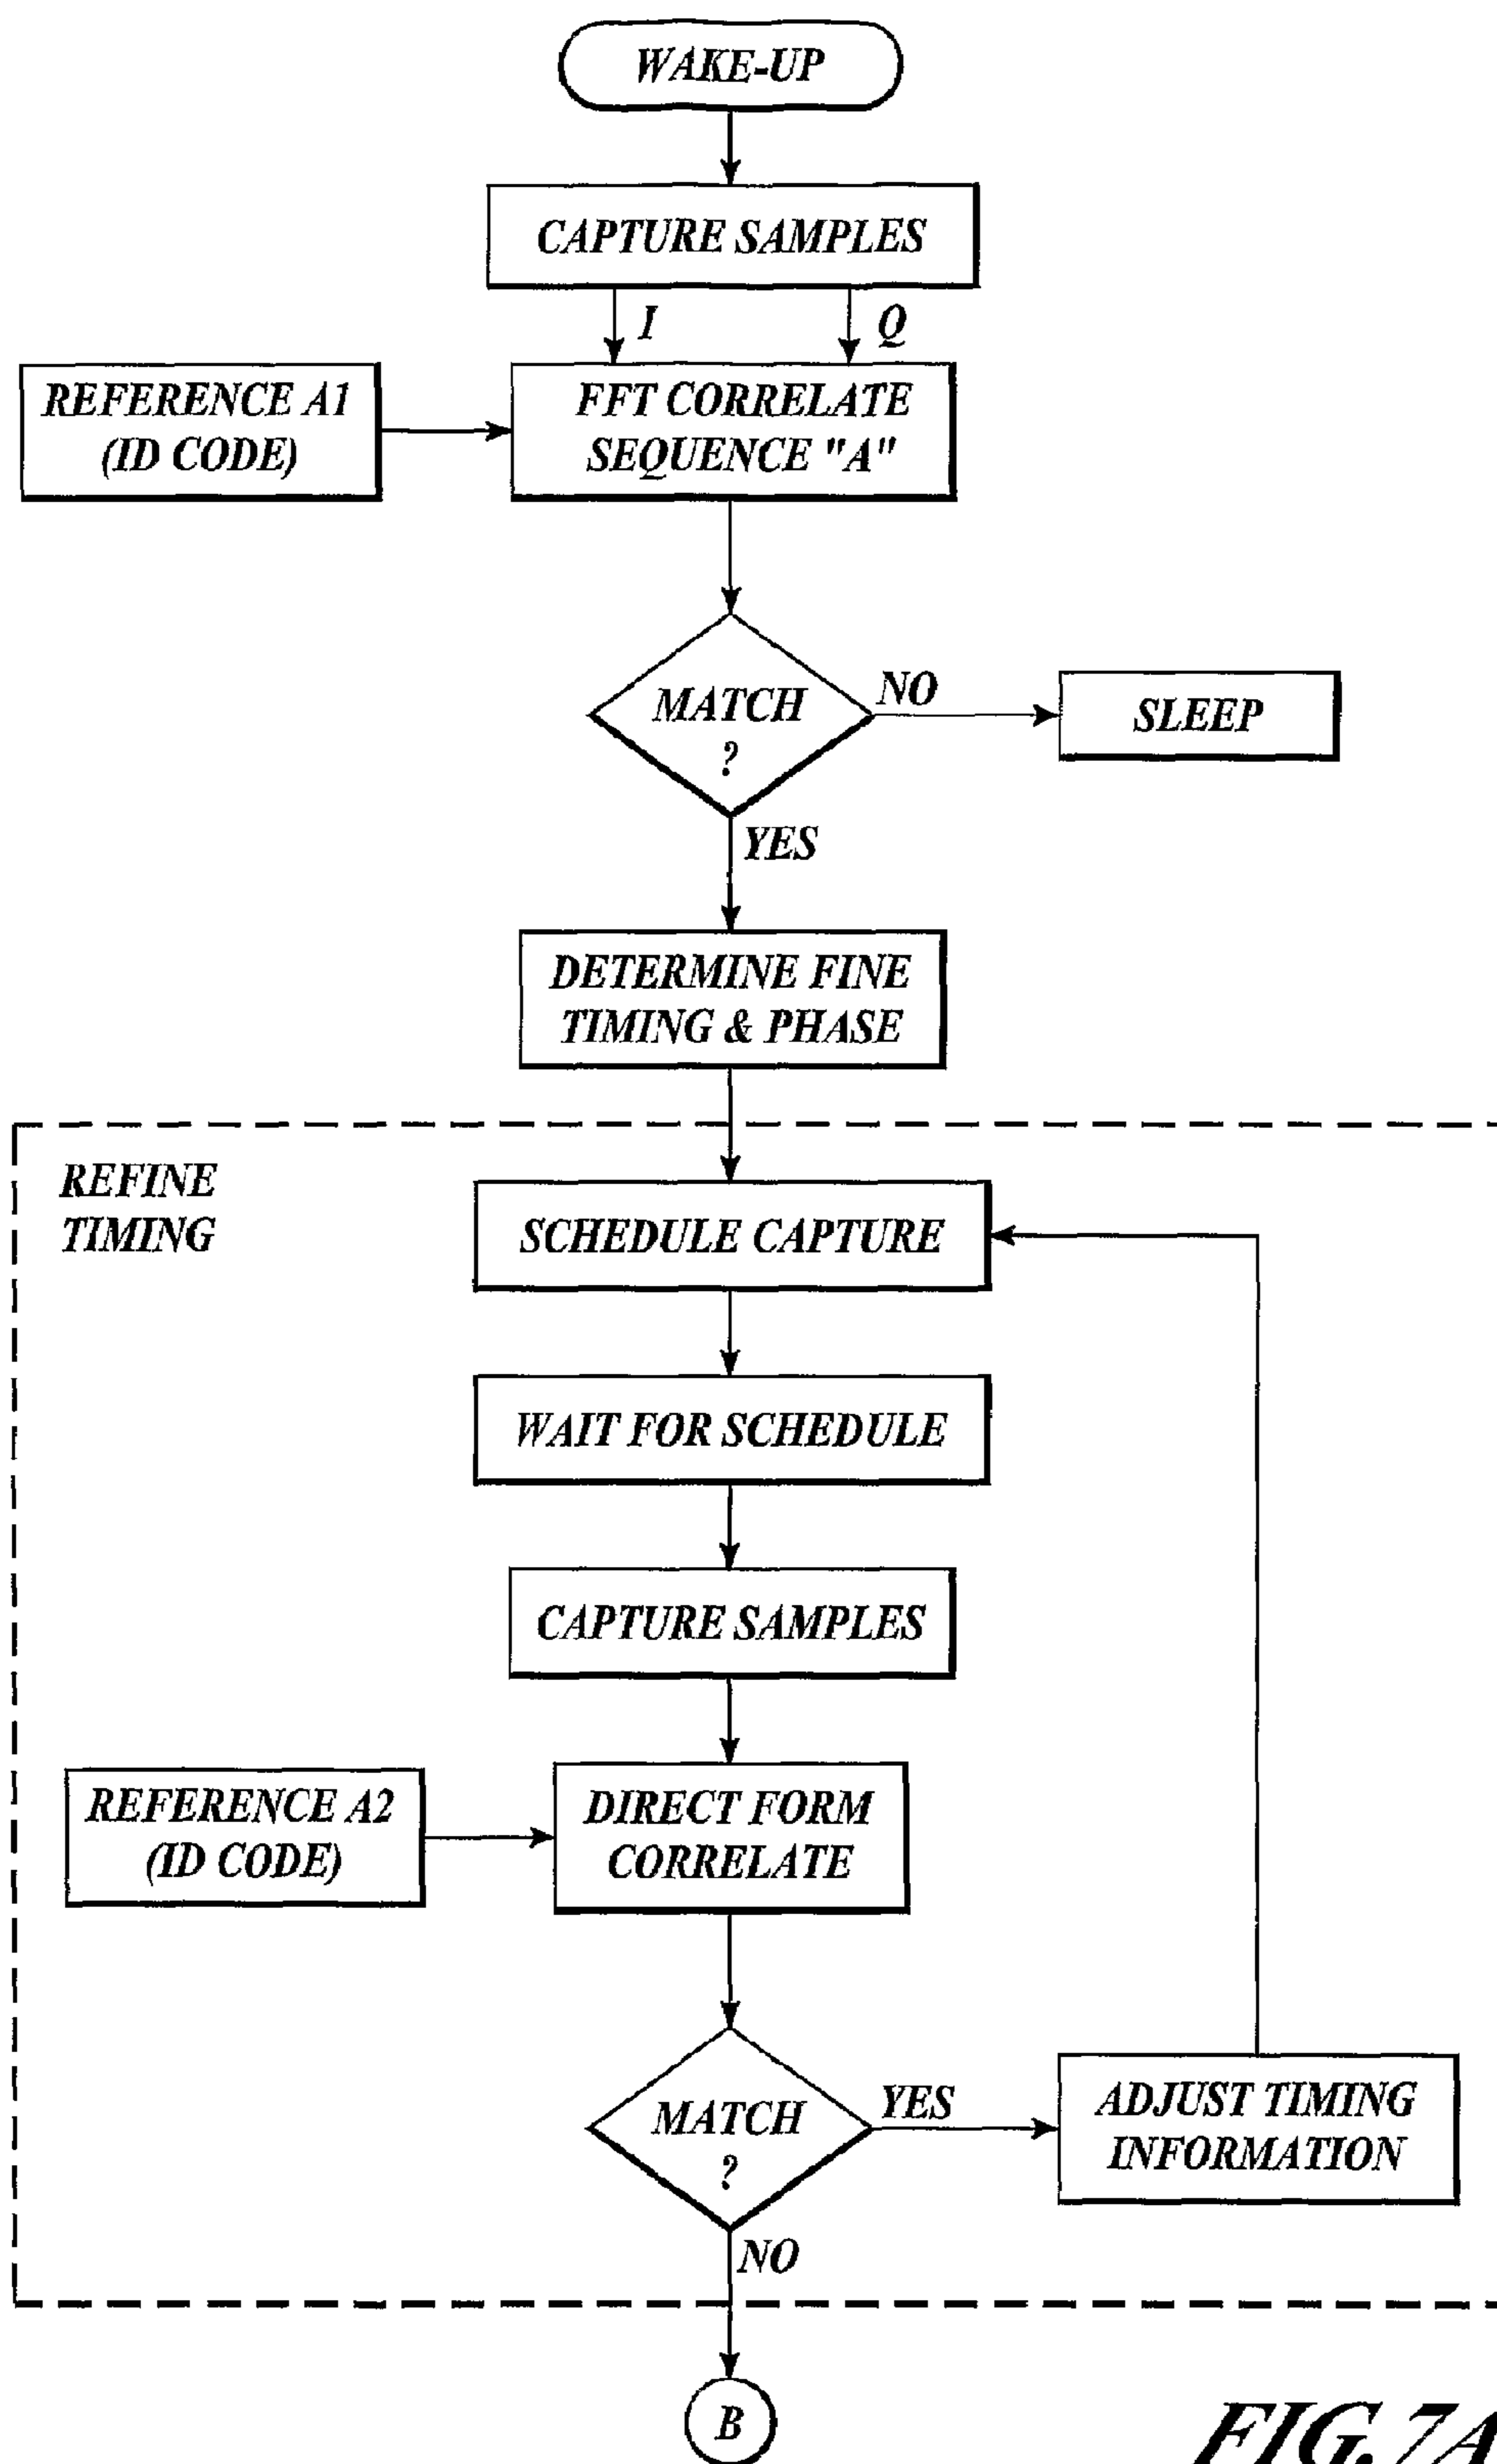 WAKE-UP
CAPTURE SAMPLES
I
Q
REFERENCE A1
(ID CODE)
FFT CORRELATE
SEQUENCE "A"
MATCH
?
NO
SLEEP
YES
DETERMINE FINE
TIMING & PHASE
REFINE
TIMING
SCHEDULE CAPTURE
WAIT FOR SCHEDULE
CAPTURE SAMPLES
REFERENCE A2
(ID CODE)
DIRECT FORM
CORRELATE
MATCH
?
YES
ADJUST TIMING
INFORMATION
NO
B
FIG.7A